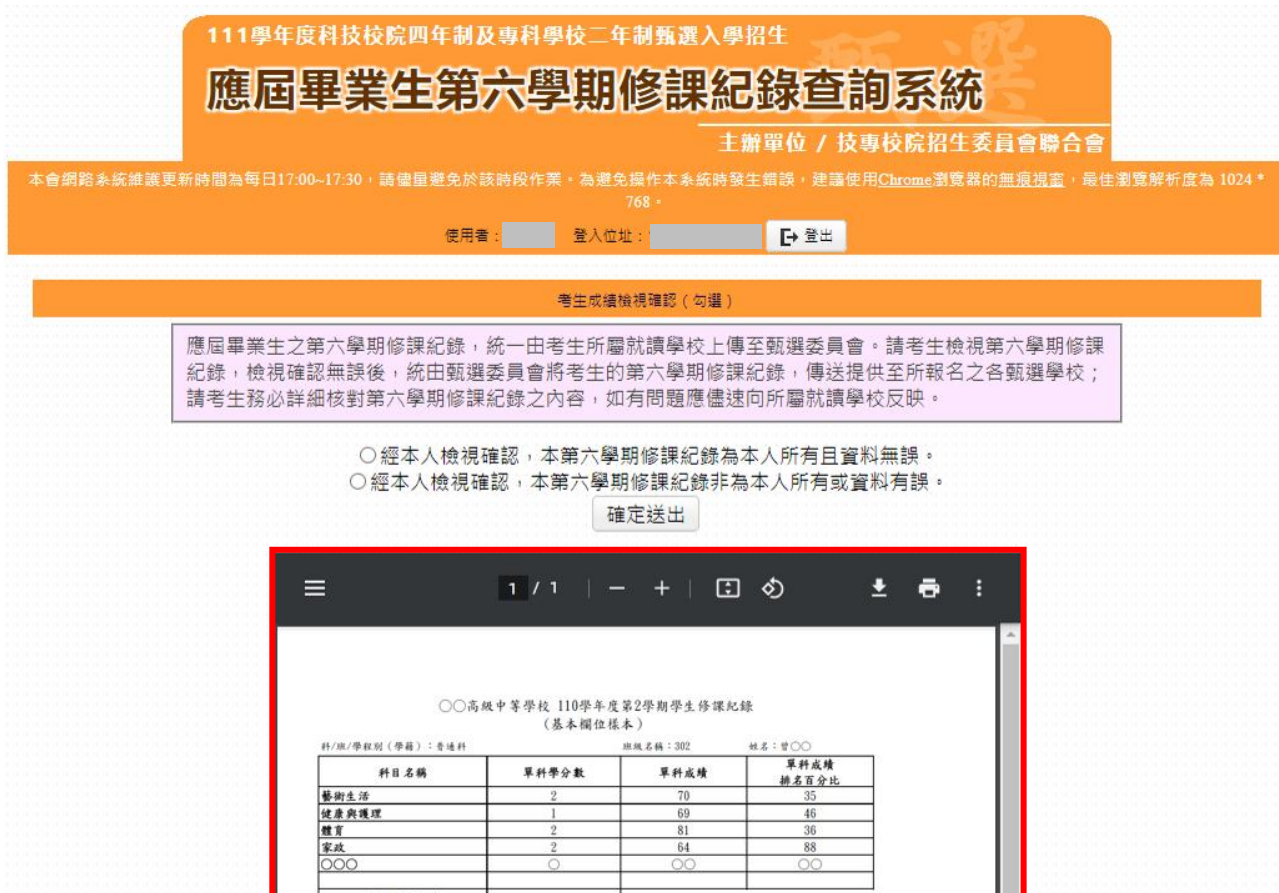 111學年度科技校院四年制及專科學校二年制甄選入學招生
甄選
應屆畢業生第六學期修課紀錄查詢系統
主辦單位 / 技專校院招生委員會聯合會
本會網路系統維護更新時間為每日17:00~17:30，請儘量避免於該時段作業。為避免操作本系統時發生錯誤，建議使用Chrome瀏覽器的無痕視窗，最佳瀏覽解析度為 1024 *
768。
使用者： 登入位址： 登出
考生成績檢視確認（勾選）
應屆畢業生之第六學期修課紀錄，統一由考生所屬就讀學校上傳至甄選委員會。請考生檢視第六學期修課
紀錄，檢視確認無誤後，統由甄選委員會將考生的第六學期修課紀錄，傳送提供至所報名之各甄選學校；
請考生務必詳細核對第六學期修課紀錄之內容，如有問題應儘速向所屬就讀學校反映。
○經本人檢視確認，本第六學期修課紀錄為本人所有且資料無誤。
○經本人檢視確認，本第六學期修課紀錄非為本人所有或資料有誤。
確定送出
1 / 1
○○高級中等學校 110學年度第2學期學生修課紀錄
（基本欄位樣本）
科/班/學程別（學籍）：普通科 班級名稱：302 姓名：曾○○
科目名稱 單科學分數 單科成績 單科成績
排名百分比
藝術生活 2 70 35
健康與護理 1 69 46
體育 2 81 36
家政 2 64 88
○○○ ○ ○○ ○○